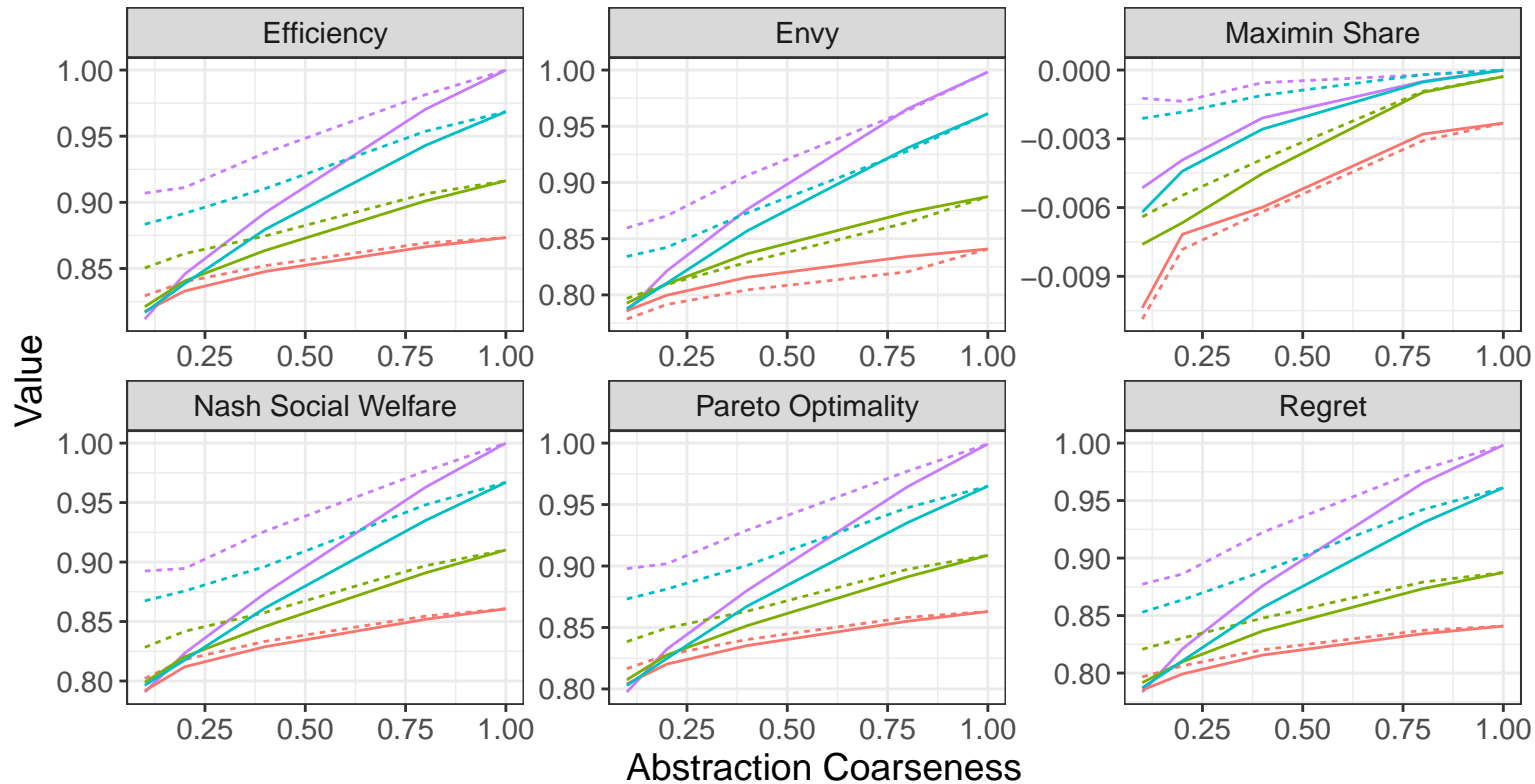 Efficiency
Envy
Maximin Share
1.00
0.95
0.90
0.85
1.00
0.95
0.90
0.85
0.80
0.000
−0.003
−0.006
−0.009
0.25 0.50 0.75 1.00
0.25 0.50 0.75 1.00
0.25 0.50 0.75 1.00
Value
Nash Social Welfare
Pareto Optimality
Regret
1.00
0.95
0.90
0.85
0.80
1.00
0.95
0.90
0.85
0.80
1.00
0.95
0.90
0.85
0.80
0.25 0.50 0.75 1.00
0.25 0.50 0.75 1.00
0.25 0.50 0.75 1.00
Abstraction Coarseness